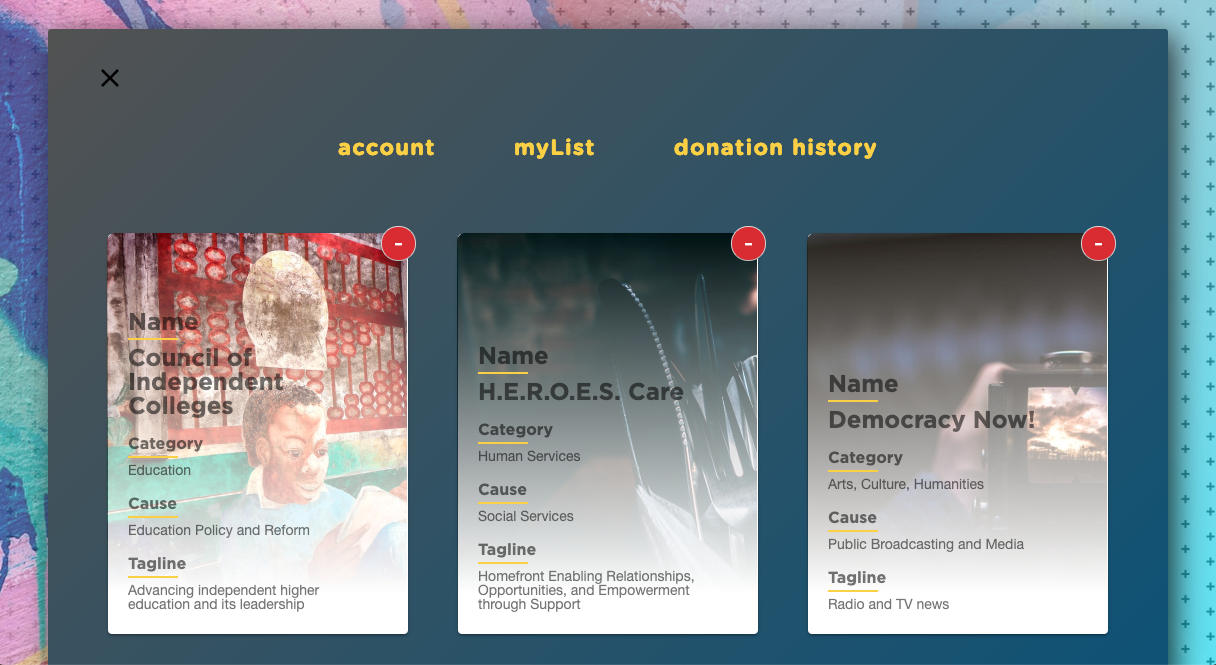 account myList donation history
-
Name
Council of
Independent
Colleges
Category
Education
Cause
Education Policy and Reform
Tagline
Advancing independent higher
education and its leadership
-
Name
H.E.R.O.E.S. Care
Category
Human Services
Cause
Social Services
Tagline
Homefront Enabling Relationships,
Opportunities, and Empowerment
through Support
-
Name
Democracy Now!
Category
Arts, Culture, Humanities
Cause
Public Broadcasting and Media
Tagline
Radio and TV news